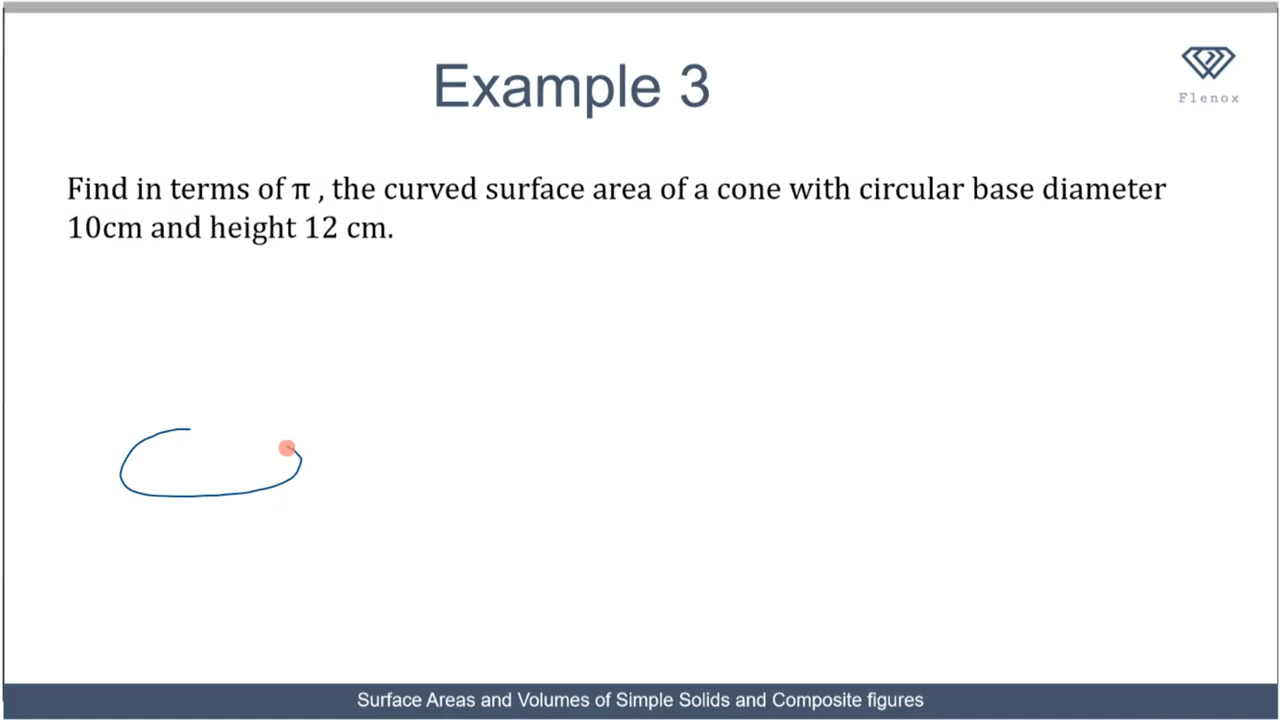 Example 3
Flenox
Find in terms of π , the curved surface area of a cone with circular base diameter
10cm and height 12 cm.
Surface Areas and Volumes of Simple Solids and Composite figures